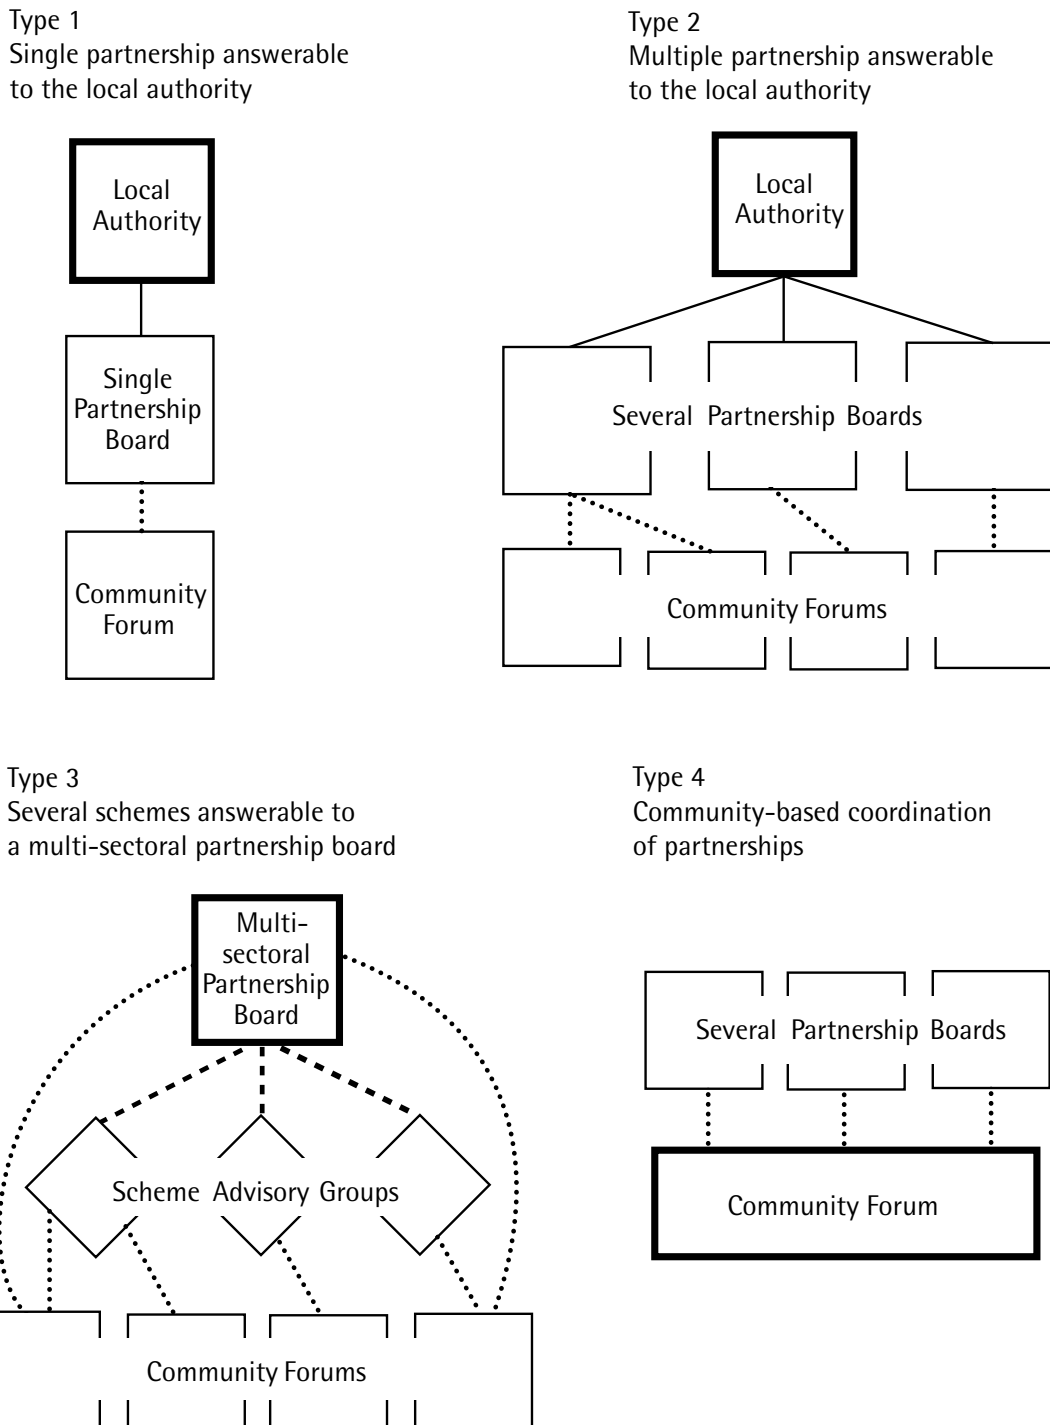 Type 1
Single partnership answerable
to the local authority
Local
Authority
Single
Partnership
Board
Community
Forum
Type 2
Multiple partnership answerable
to the local authority
Local
Authority
Several Partnership Boards
Community Forums
Type 3
Several schemes answerable to
a multi-sectoral partnership board
Multi-
sectoral
Partnership
Board
Scheme Advisory Groups
Community Forums
Type 4
Community-based coordination
of partnerships
Several Partnership Boards
Community Forum